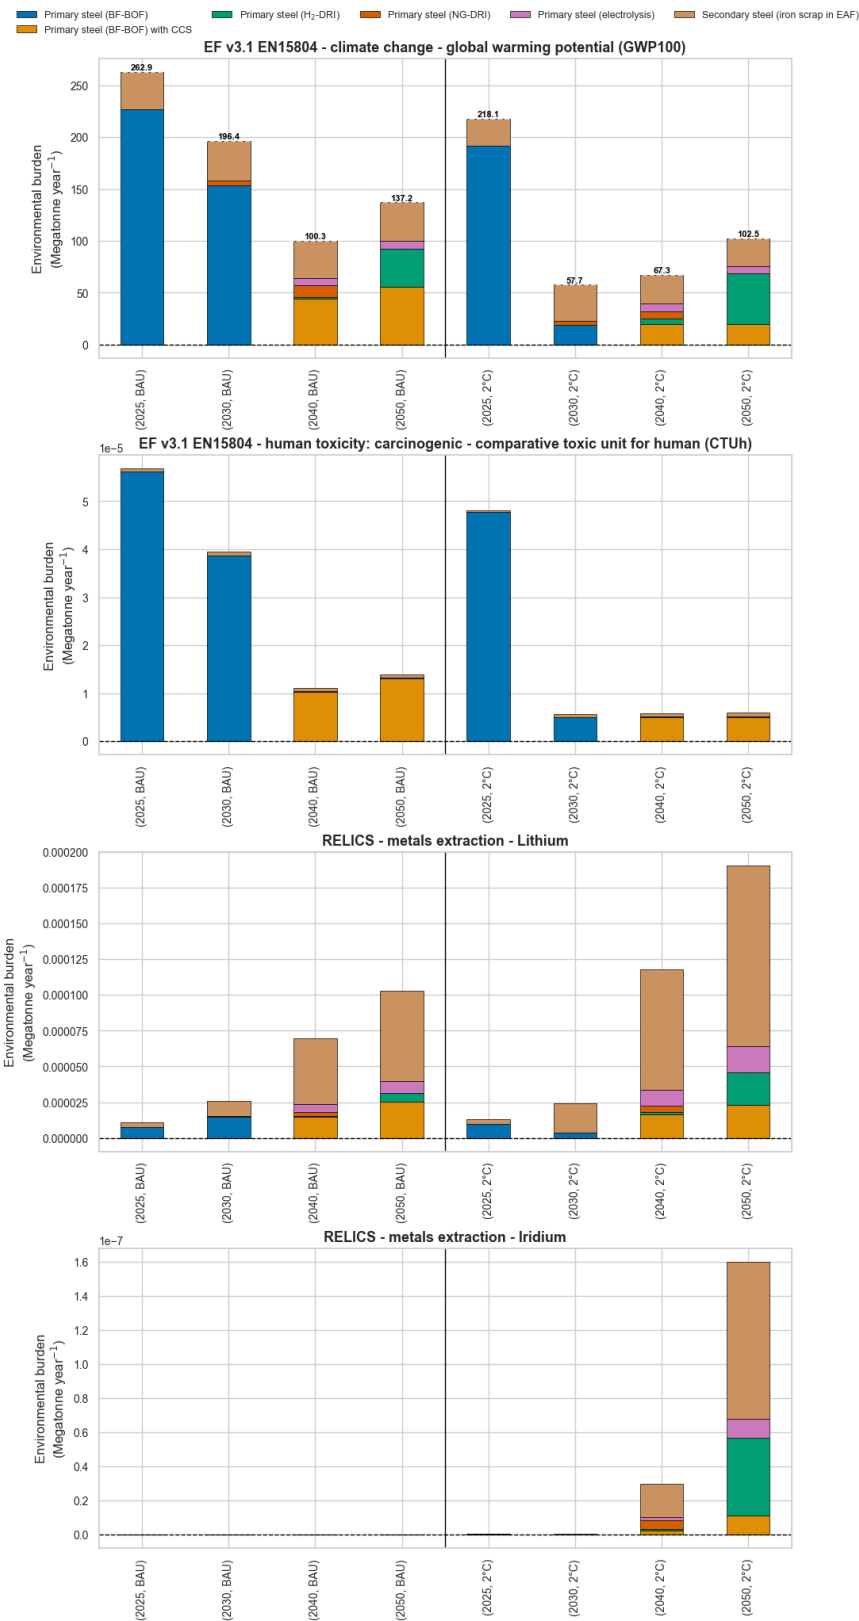 Primary steel (BF-BOF)
Primary steel (BF-BOF) with CCS
Primary steel (H₂-DRI)
Primary steel (NG-DRI)
Primary steel (electrolysis)
Secondary steel (iron scrap in EAF)
EF v3.1 EN15804 - climate change - global warming potential (GWP100)
Environmental burden
(Megatonne year⁻¹)
250
200
150
100
50
0
262.9
196.4
100.3
137.2
218.1
57.7
67.3
102.5
(2025, BAU)
(2030, BAU)
(2040, BAU)
(2050, BAU)
(2025, 2°C)
(2030, 2°C)
(2040, 2°C)
(2050, 2°C)
EF v3.1 EN15804 - human toxicity: carcinogenic - comparative toxic unit for human (CTUh)
1e−5
Environmental burden
(Megatonne year⁻¹)
5
4
3
2
1
0
(2025, BAU)
(2030, BAU)
(2040, BAU)
(2050, BAU)
(2025, 2°C)
(2030, 2°C)
(2040, 2°C)
(2050, 2°C)
RELICS - metals extraction - Lithium
Environmental burden
(Megatonne year⁻¹)
0.000200
0.000175
0.000150
0.000125
0.000100
0.000075
0.000050
0.000025
0.000000
(2025, BAU)
(2030, BAU)
(2040, BAU)
(2050, BAU)
(2025, 2°C)
(2030, 2°C)
(2040, 2°C)
(2050, 2°C)
RELICS - metals extraction - Iridium
1e−7
Environmental burden
(Megatonne year⁻¹)
1.6
1.4
1.2
1.0
0.8
0.6
0.4
0.2
0.0
(2025, BAU)
(2030, BAU)
(2040, BAU)
(2050, BAU)
(2025, 2°C)
(2030, 2°C)
(2040, 2°C)
(2050, 2°C)